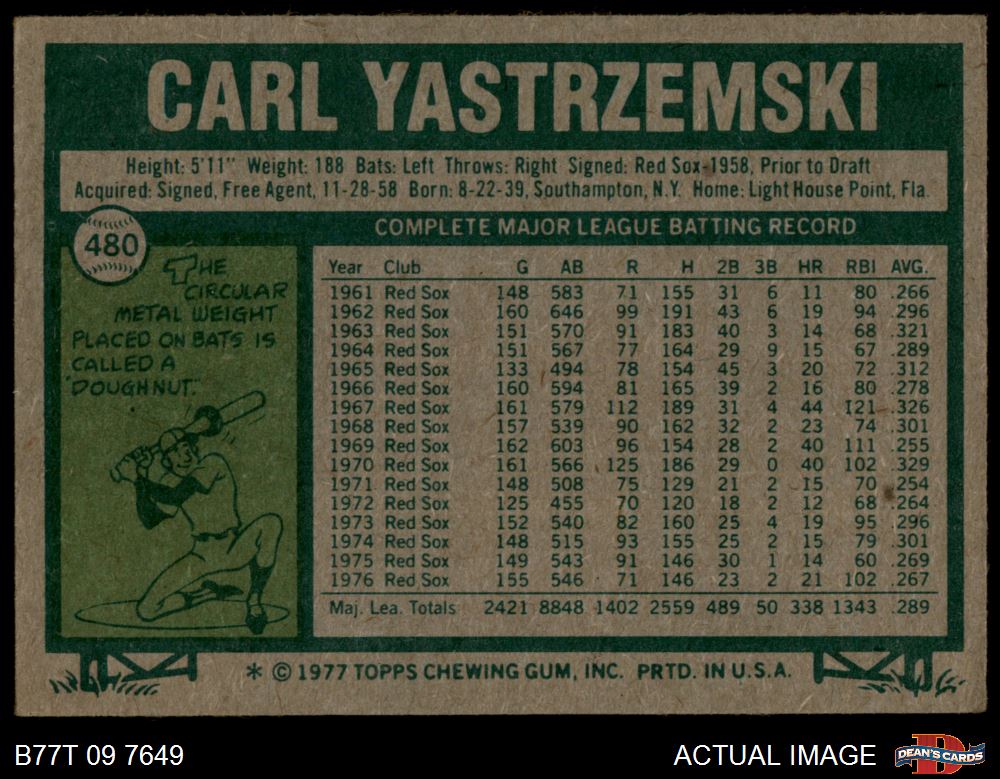 CARL YASTRZEMSKI
Height: 5'11" Weight: 188 Bats: Left Throws: Right Signed: Red Sox-1958, Prior to Draft
Acquired: Signed, Free Agent, 11-28-58 Born: 8-22-39, Southampton, N.Y. Home: Light House Point, Fla.
480
THE
CIRCULAR
METAL WEIGHT
PLACED ON BATS IS
CALLED A
"DOUGHNUT."
COMPLETE MAJOR LEAGUE BATTING RECORD
Year Club G AB R H 2B 3B HR RBI AVG.
1961 Red Sox 148 583 71 155 31 6 11 80 .266
1962 Red Sox 160 646 99 191 43 6 19 94 .296
1963 Red Sox 151 570 91 183 40 3 14 68 .321
1964 Red Sox 151 567 77 164 29 9 15 67 .289
1965 Red Sox 133 494 78 154 45 3 20 72 .312
1966 Red Sox 160 594 81 165 39 2 16 80 .278
1967 Red Sox 161 579 112 189 31 4 44 121 .326
1968 Red Sox 157 539 90 162 32 2 23 74 .301
1969 Red Sox 162 603 96 154 28 2 40 111 .255
1970 Red Sox 161 566 125 186 29 0 40 102 .329
1971 Red Sox 148 508 75 129 21 2 15 70 .254
1972 Red Sox 125 455 70 120 18 2 12 68 .264
1973 Red Sox 152 540 82 160 25 4 19 95 .296
1974 Red Sox 148 515 93 155 25 2 15 79 .301
1975 Red Sox 149 543 91 146 30 1 14 60 .269
1976 Red Sox 155 546 71 146 23 2 21 102 .267
Maj. Lea. Totals 2421 8848 1402 2559 489 50 338 1343 .289
* © 1977 TOPPS CHEWING GUM, INC. PRTD. IN U.S.A.
B77T 09 7649
ACTUAL IMAGE
D
DEAN'S CARDS